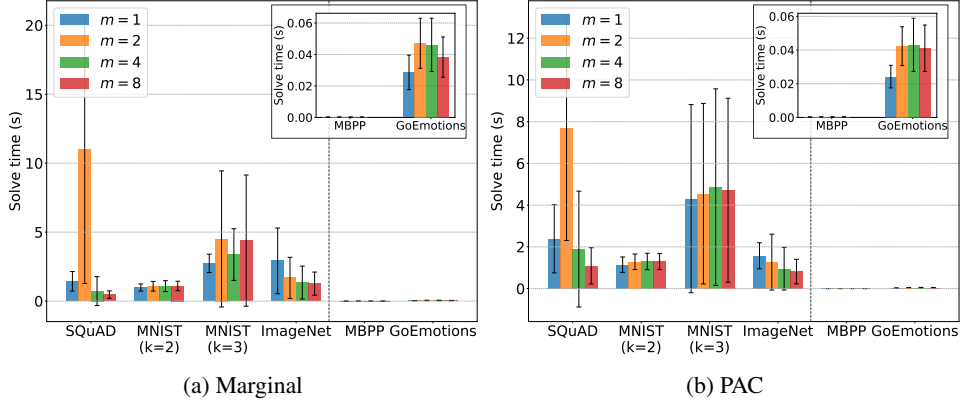 20
15
10
5
0
Solve time (s)
m = 1
m = 2
m = 4
m = 8
0.06
0.04
0.02
0.00
Solve time (s)
MBPP
GoEmotions
SQuAD
MNIST
(k=2)
MNIST
(k=3)
ImageNet
MBPP
GoEmotions
(a) Marginal
12
10
8
6
4
2
0
Solve time (s)
m = 1
m = 2
m = 4
m = 8
0.06
0.04
0.02
0.00
Solve time (s)
MBPP
GoEmotions
SQuAD
MNIST
(k=2)
MNIST
(k=3)
ImageNet
MBPP
GoEmotions
(b) PAC